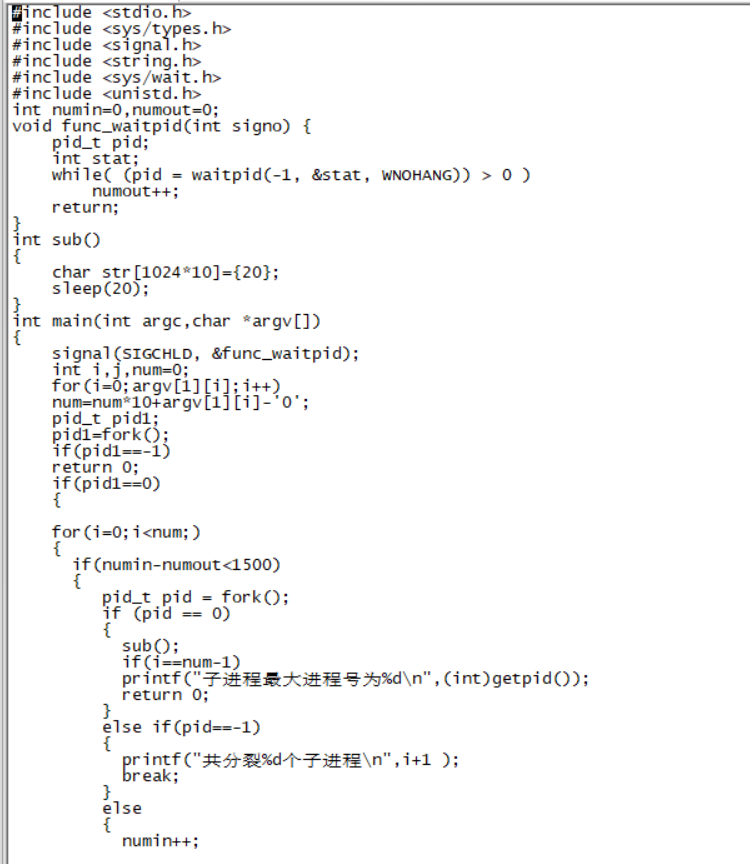 #include <stdio.h>
#include <sys/types.h>
#include <signal.h>
#include <string.h>
#include <sys/wait.h>
#include <unistd.h>
int numin=0,numout=0;
void func_waitpid(int signo) {
    pid_t pid;
    int stat;
    while( (pid = waitpid(-1, &stat, WNOHANG)) > 0 )
        numout++;
    return;
}
int sub()
{
    char str[1024*10]={20};
    sleep(20);
}
int main(int argc,char *argv[])
{
    signal(SIGCHLD, &func_waitpid);
    int i,j,num=0;
    for(i=0;argv[1][i];i++)
    num=num*10+argv[1][i]-'0';
    pid_t pid1;
    pid1=fork();
    if(pid1==-1)
    return 0;
    if(pid1==0)
    {
    for(i=0;i<num;)
    {
      if(numin-numout<1500)
      {
         pid_t pid = fork();
         if (pid == 0)
         {
           sub();
           if(i==num-1)
           printf("子进程最大进程号为%d\n",(int)getpid());
           return 0;
         }
         else if(pid==-1)
         {
           printf("共分裂%d个子进程\n",i+1 );
           break;
         }
         else
         {
           numin++;